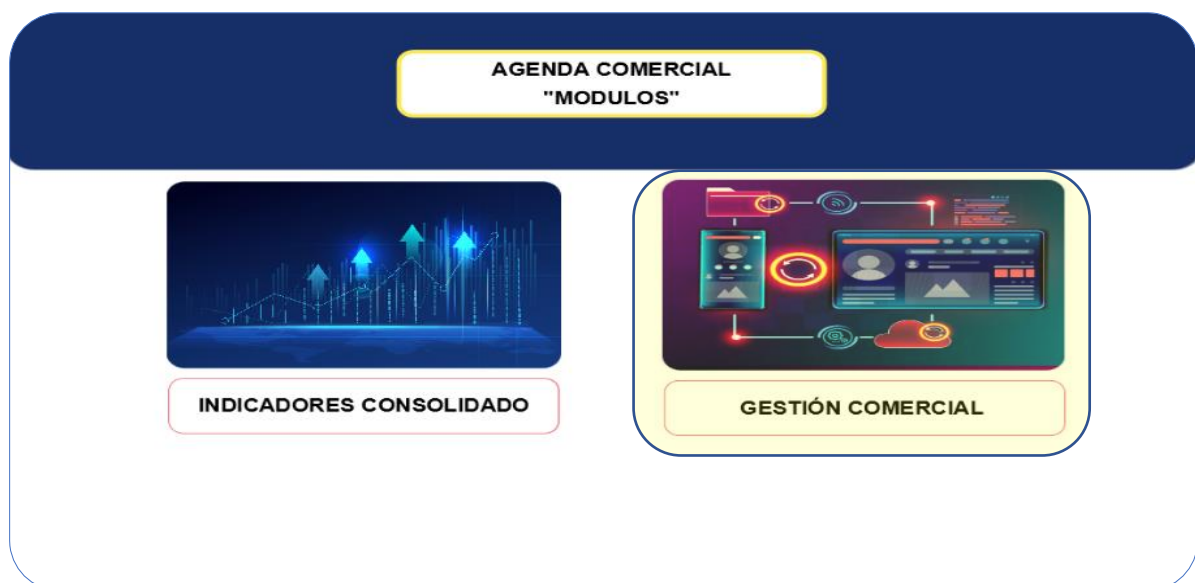 AGENDA COMERCIAL
"MODULOS"
INDICADORES CONSOLIDADO
GESTIÓN COMERCIAL